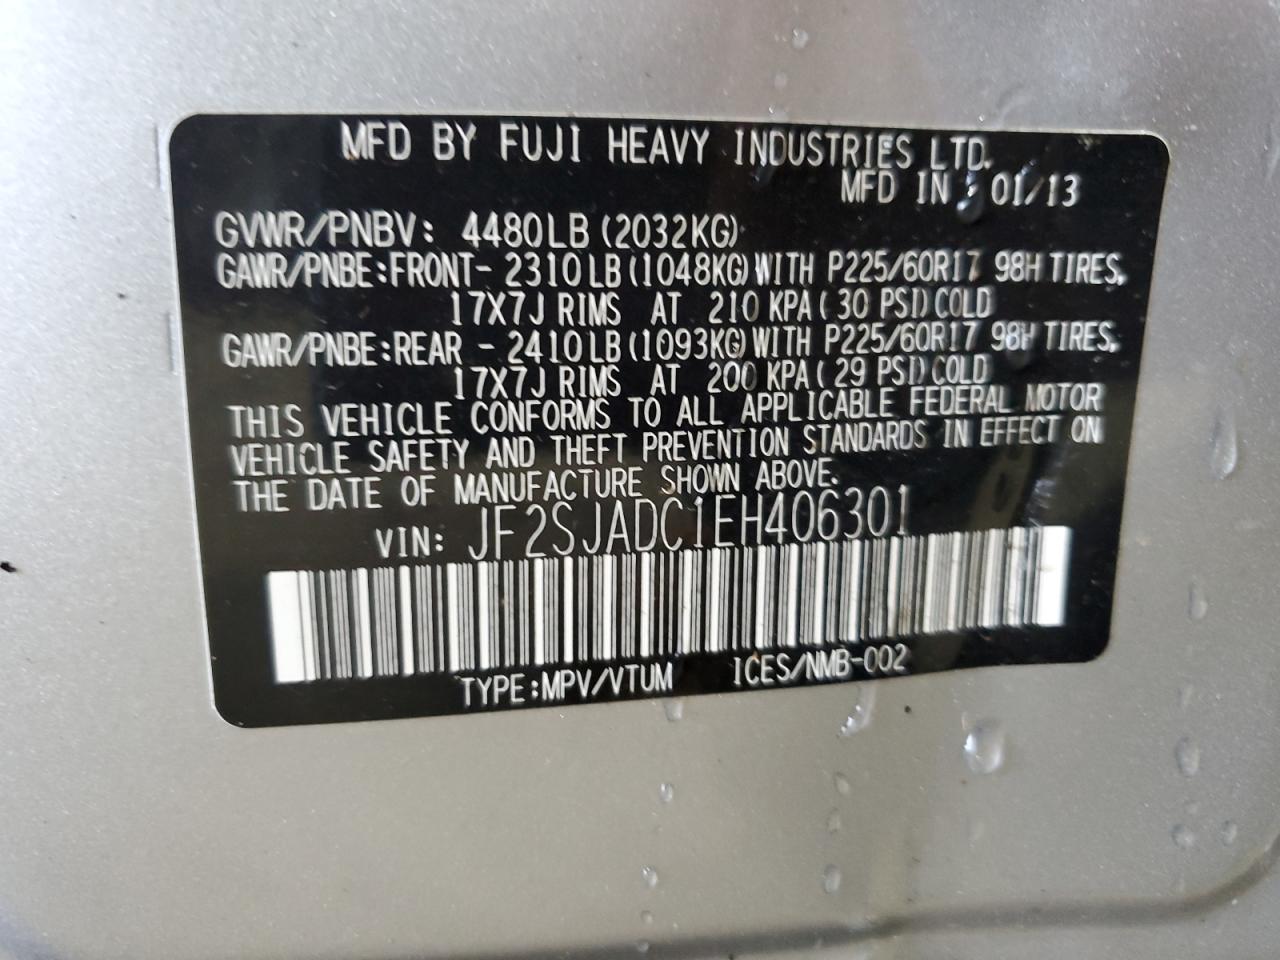 MFD BY FUJI HEAVY INDUSTRIES LTD.
MFD IN : 01/13
GVWR/PNBV: 4480LB (2032KG)
GAWR/PNBE:FRONT- 2310LB (1048KG) WITH P225/60R17 98H TIRES,
17X7J RIMS AT 210 KPA ( 30 PSI) COLD
GAWR/PNBE:REAR - 2410LB (1093KG) WITH P225/60R17 98H TIRES,
17X7J RIMS AT 200 KPA ( 29 PSI) COLD
THIS VEHICLE CONFORMS TO ALL APPLICABLE FEDERAL MOTOR
VEHICLE SAFETY AND THEFT PREVENTION STANDARDS IN EFFECT ON
THE DATE OF MANUFACTURE SHOWN ABOVE.
VIN: JF2SJADC1EH406301
TYPE:MPV/VTUM ICES/NMB-002